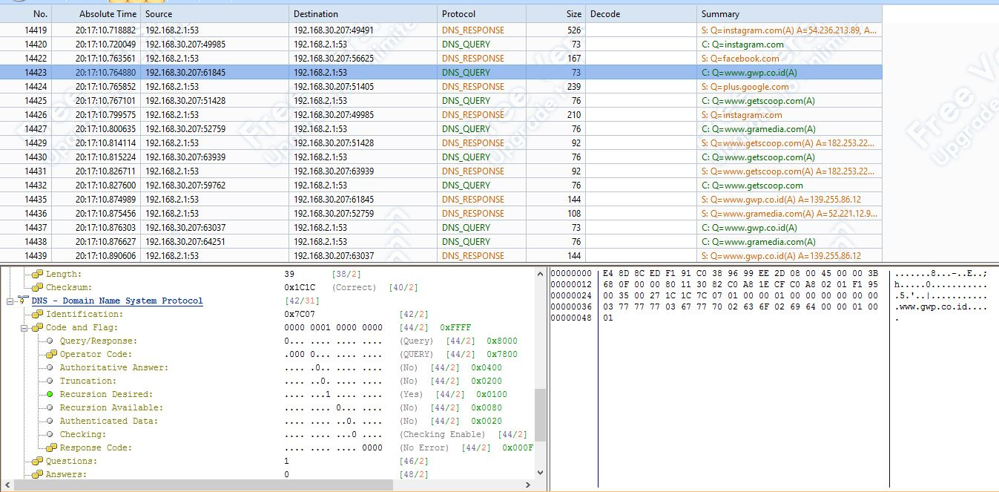 No. Absolute Time Source Destination Protocol Size Decode Summary
14419 20:17:10.718882 192.168.2.1:53 192.168.30.207:49491 DNS_RESPONSE 526 S: Q=instagram.com(A) A=54.236.213.89, A...
14420 20:17:10.720049 192.168.30.207:49985 192.168.2.1:53 DNS_QUERY 73 C: Q=instagram.com
14422 20:17:10.763561 192.168.2.1:53 192.168.30.207:56625 DNS_RESPONSE 167 S: Q=facebook.com
14423 20:17:10.764880 192.168.30.207:61845 192.168.2.1:53 DNS_QUERY 73 C: Q=www.gwp.co.id(A)
14424 20:17:10.765852 192.168.2.1:53 192.168.30.207:51405 DNS_RESPONSE 239 S: Q=plus.google.com
14425 20:17:10.767101 192.168.30.207:51428 192.168.2.1:53 DNS_QUERY 76 C: Q=www.getscoop.com(A)
14426 20:17:10.799575 192.168.2.1:53 192.168.30.207:49985 DNS_RESPONSE 210 S: Q=instagram.com
14427 20:17:10.800635 192.168.30.207:52759 192.168.2.1:53 DNS_QUERY 76 C: Q=www.gramedia.com(A)
14429 20:17:10.814114 192.168.2.1:53 192.168.30.207:51428 DNS_RESPONSE 92 S: Q=www.getscoop.com(A) A=182.253.22...
14430 20:17:10.815224 192.168.30.207:63939 192.168.2.1:53 DNS_QUERY 76 C: Q=www.getscoop.com(A)
14431 20:17:10.826711 192.168.2.1:53 192.168.30.207:63939 DNS_RESPONSE 92 S: Q=www.getscoop.com(A) A=182.253.22...
14432 20:17:10.827600 192.168.30.207:59762 192.168.2.1:53 DNS_QUERY 76 C: Q=www.getscoop.com
14435 20:17:10.874989 192.168.2.1:53 192.168.30.207:61845 DNS_RESPONSE 144 S: Q=www.gwp.co.id(A) A=139.255.86.12
14436 20:17:10.875456 192.168.2.1:53 192.168.30.207:52759 DNS_RESPONSE 108 S: Q=www.gramedia.com(A) A=52.221.12.9...
14437 20:17:10.876303 192.168.30.207:63037 192.168.2.1:53 DNS_QUERY 73 C: Q=www.gwp.co.id(A)
14438 20:17:10.876627 192.168.30.207:64251 192.168.2.1:53 DNS_QUERY 76 C: Q=www.gramedia.com(A)
14439 20:17:10.890606 192.168.2.1:53 192.168.30.207:63037 DNS_RESPONSE 144 S: Q=www.gwp.co.id(A) A=139.255.86.12
Length: 39 [38/2]
Checksum: 0x1C1C (Correct) [40/2]
DNS - Domain Name System Protocol [42/31]
Identification: 0x7C07 [42/2]
Code and Flag: 0000 0001 0000 0000 [44/2] 0xFFFF
Query/Response: 0... .... .... .... (Query) [44/2] 0x8000
Operator Code: .000 0... .... .... (QUERY) [44/2] 0x7800
Authoritative Answer: .... .0.. .... .... (No) [44/2] 0x0400
Truncation: .... ..0. .... .... (No) [44/2] 0x0200
Recursion Desired: .... ...1 .... .... (Yes) [44/2] 0x0100
Recursion Available: .... .... 0... .... (No) [44/2] 0x0080
Authenticated Data: .... .... ..0. .... (No) [44/2] 0x0020
Checking: .... .... ...0 .... (Checking Enable) [44/2]
Response Code: .... .... .... 0000 (No Error) [44/2] 0x000F
Questions: 1 [46/2]
Answers: 0 [48/2]
00000000 E4 8D 8C ED F1 91 C0 38 96 99 EE 2D 08 00 45 00 00 3B .......8...-..E..;
00000012 68 0F 00 00 80 11 30 82 C0 A8 1E CF C0 A8 02 01 F1 95 h.....0...........
00000024 00 35 00 27 1C 1C 7C 07 01 00 00 01 00 00 00 00 00 00 .5.'..|...........
00000036 03 77 77 77 03 67 77 70 02 63 6F 02 69 64 00 00 01 00 .www.gwp.co.id....
00000048 01 .